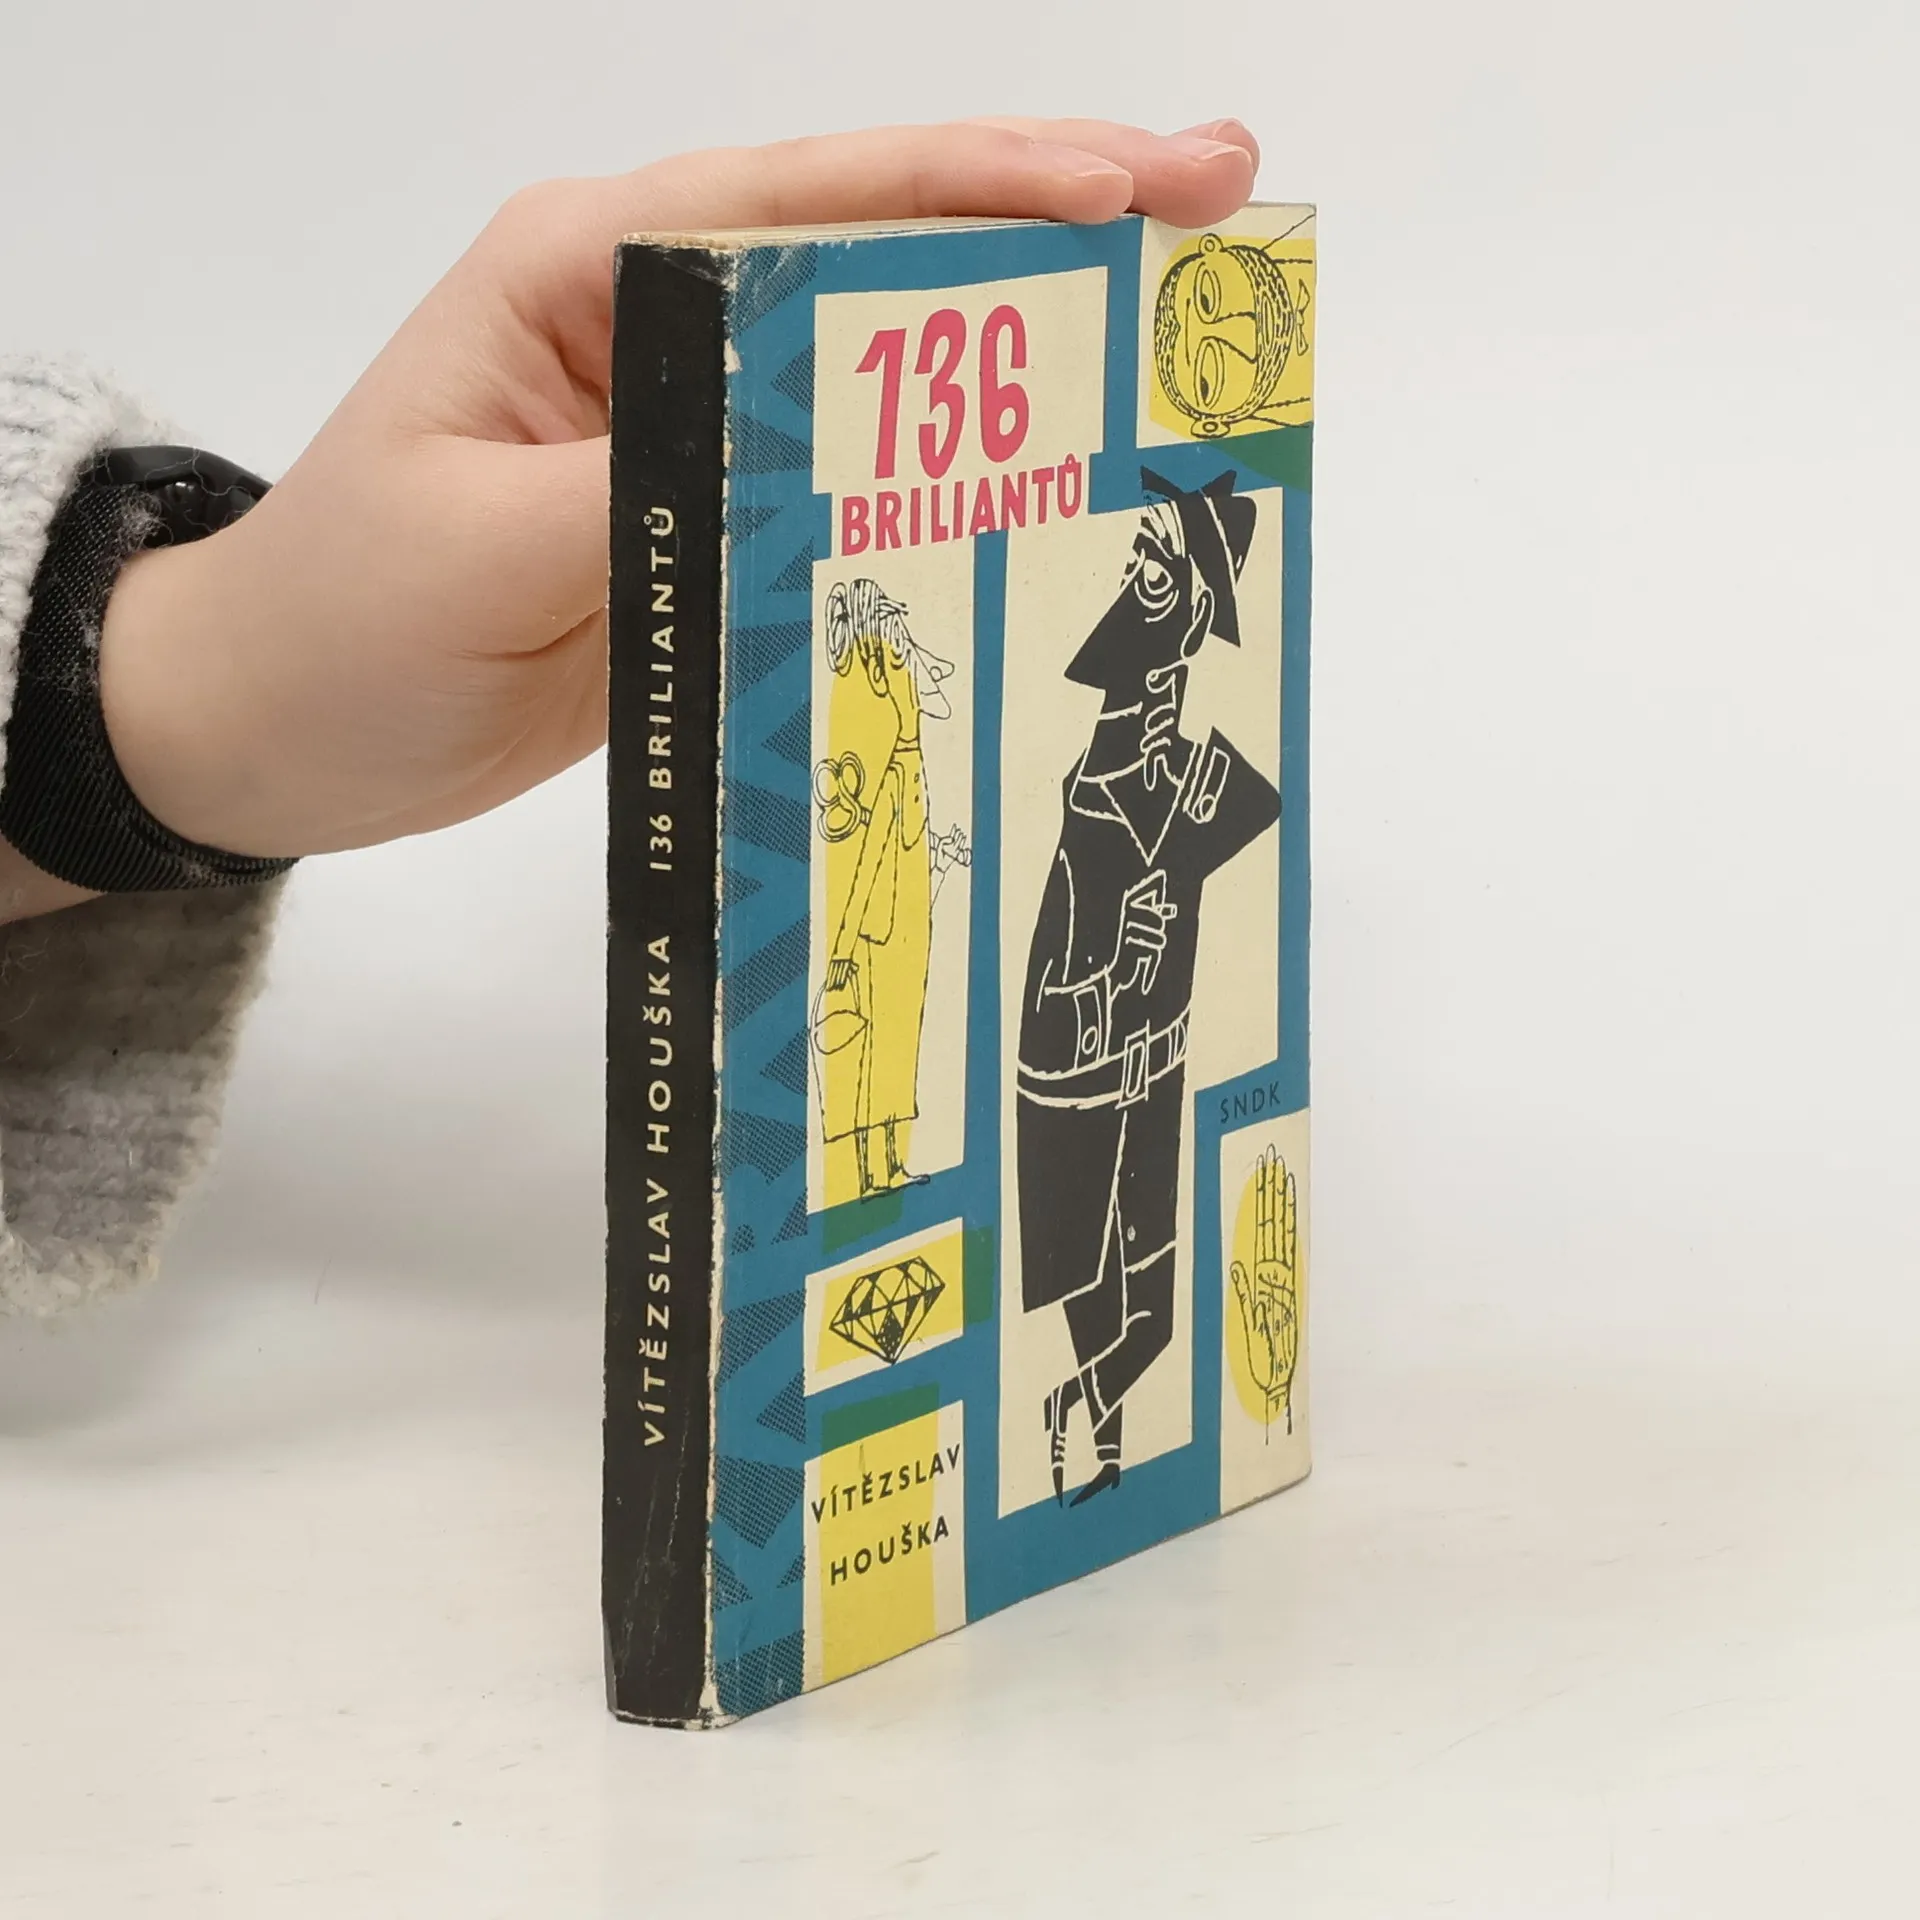 VÍTĚZSLAV HOUŠKA 136 BRILIANTŮ
136
BRILIANTŮ
SNDK
VÍTĚZSLAV
HOUŠKA